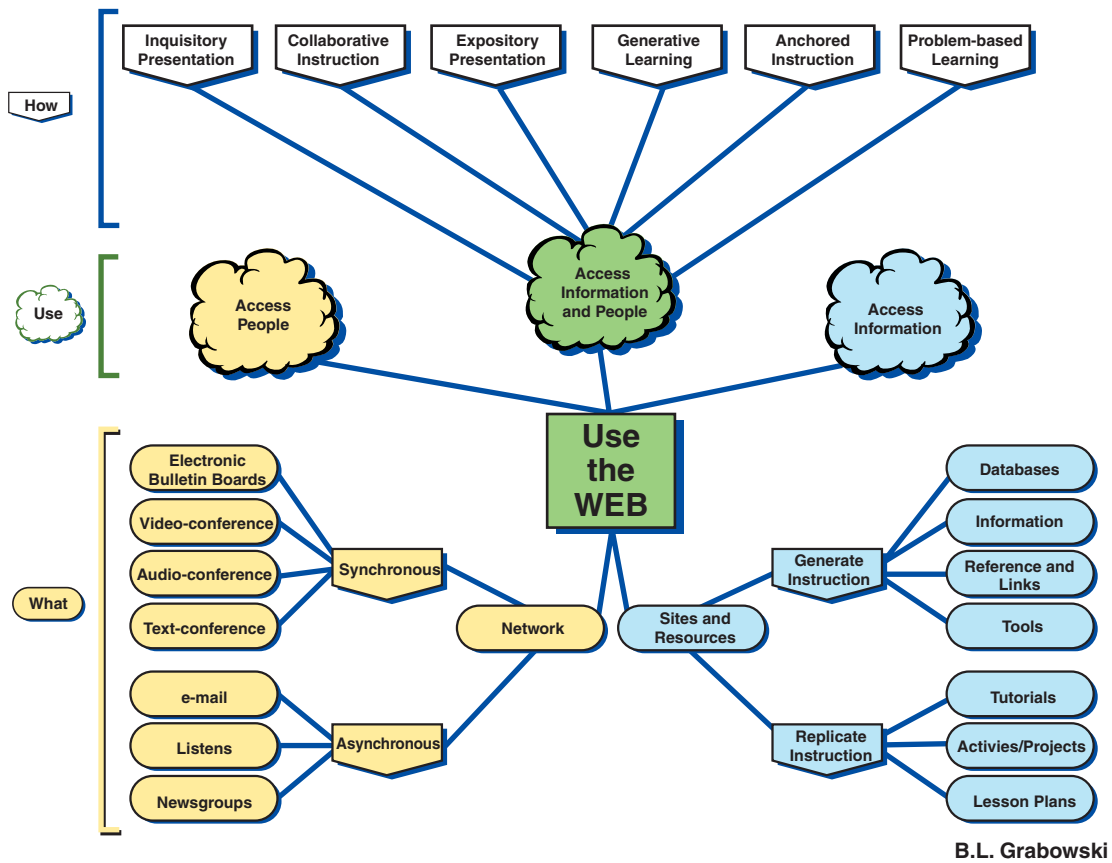 Inquisitory
Presentation
Collaborative
Instruction
Expository
Presentation
Generative
Learning
Anchored
Instruction
Problem-based
Learning
How
Use
Access
People
Access
Information
and People
Access
Information
Use
the
WEB
What
Electronic
Bulletin Boards
Video-conference
Audio-conference
Text-conference
Synchronous
e-mail
Listens
Newsgroups
Asynchronous
Network
Sites and
Resources
Generate
Instruction
Databases
Information
Reference and
Links
Tools
Replicate
Instruction
Tutorials
Activies/Projects
Lesson Plans
B.L. Grabowski